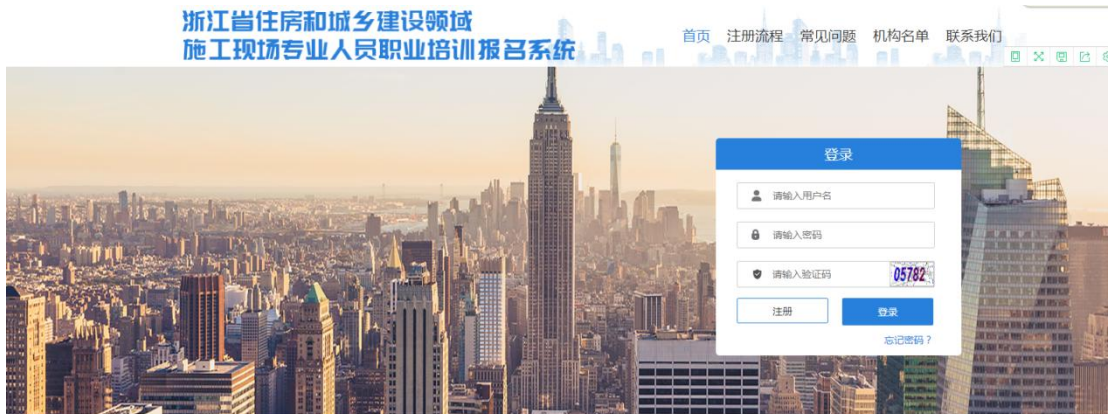 浙江省住房和城乡建设领域
施工现场专业人员职业培训报名系统
首页 注册流程 常见问题 机构名单 联系我们
登录
请输入用户名
请输入密码
请输入验证码 05782
注册 登录
忘记密码？